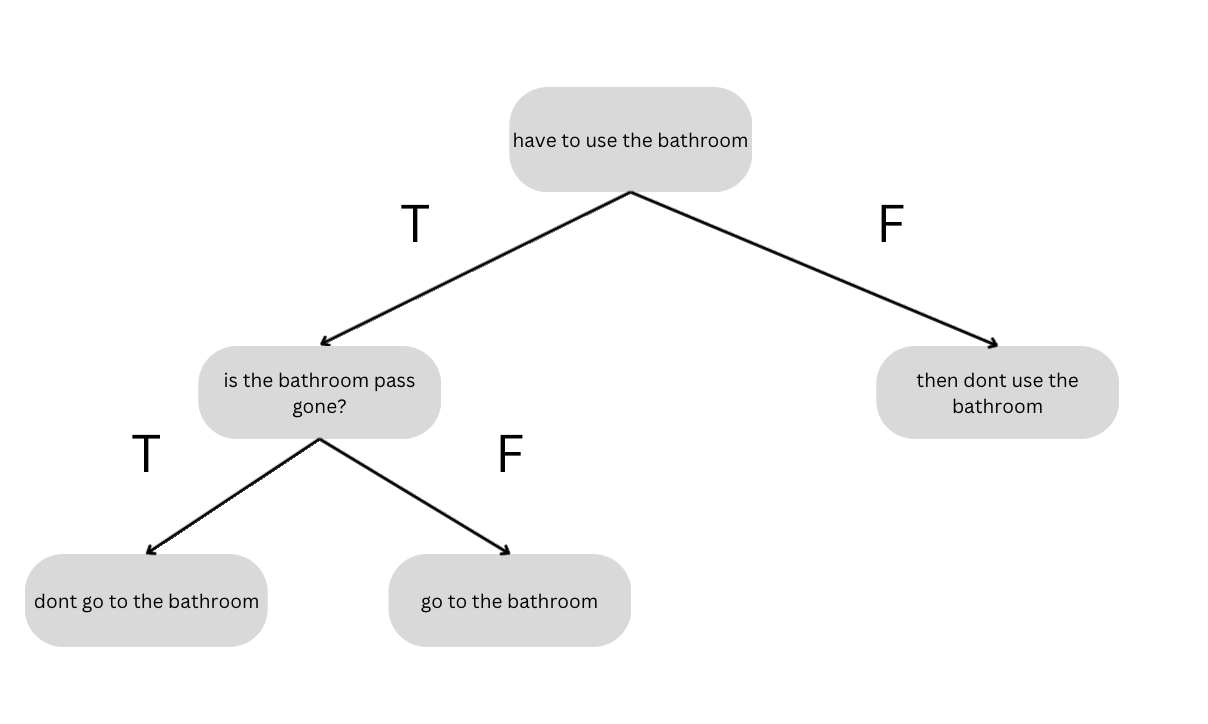 have to use the bathroom
T
F
is the bathroom pass
gone?
then dont use the
bathroom
T
F
dont go to the bathroom
go to the bathroom